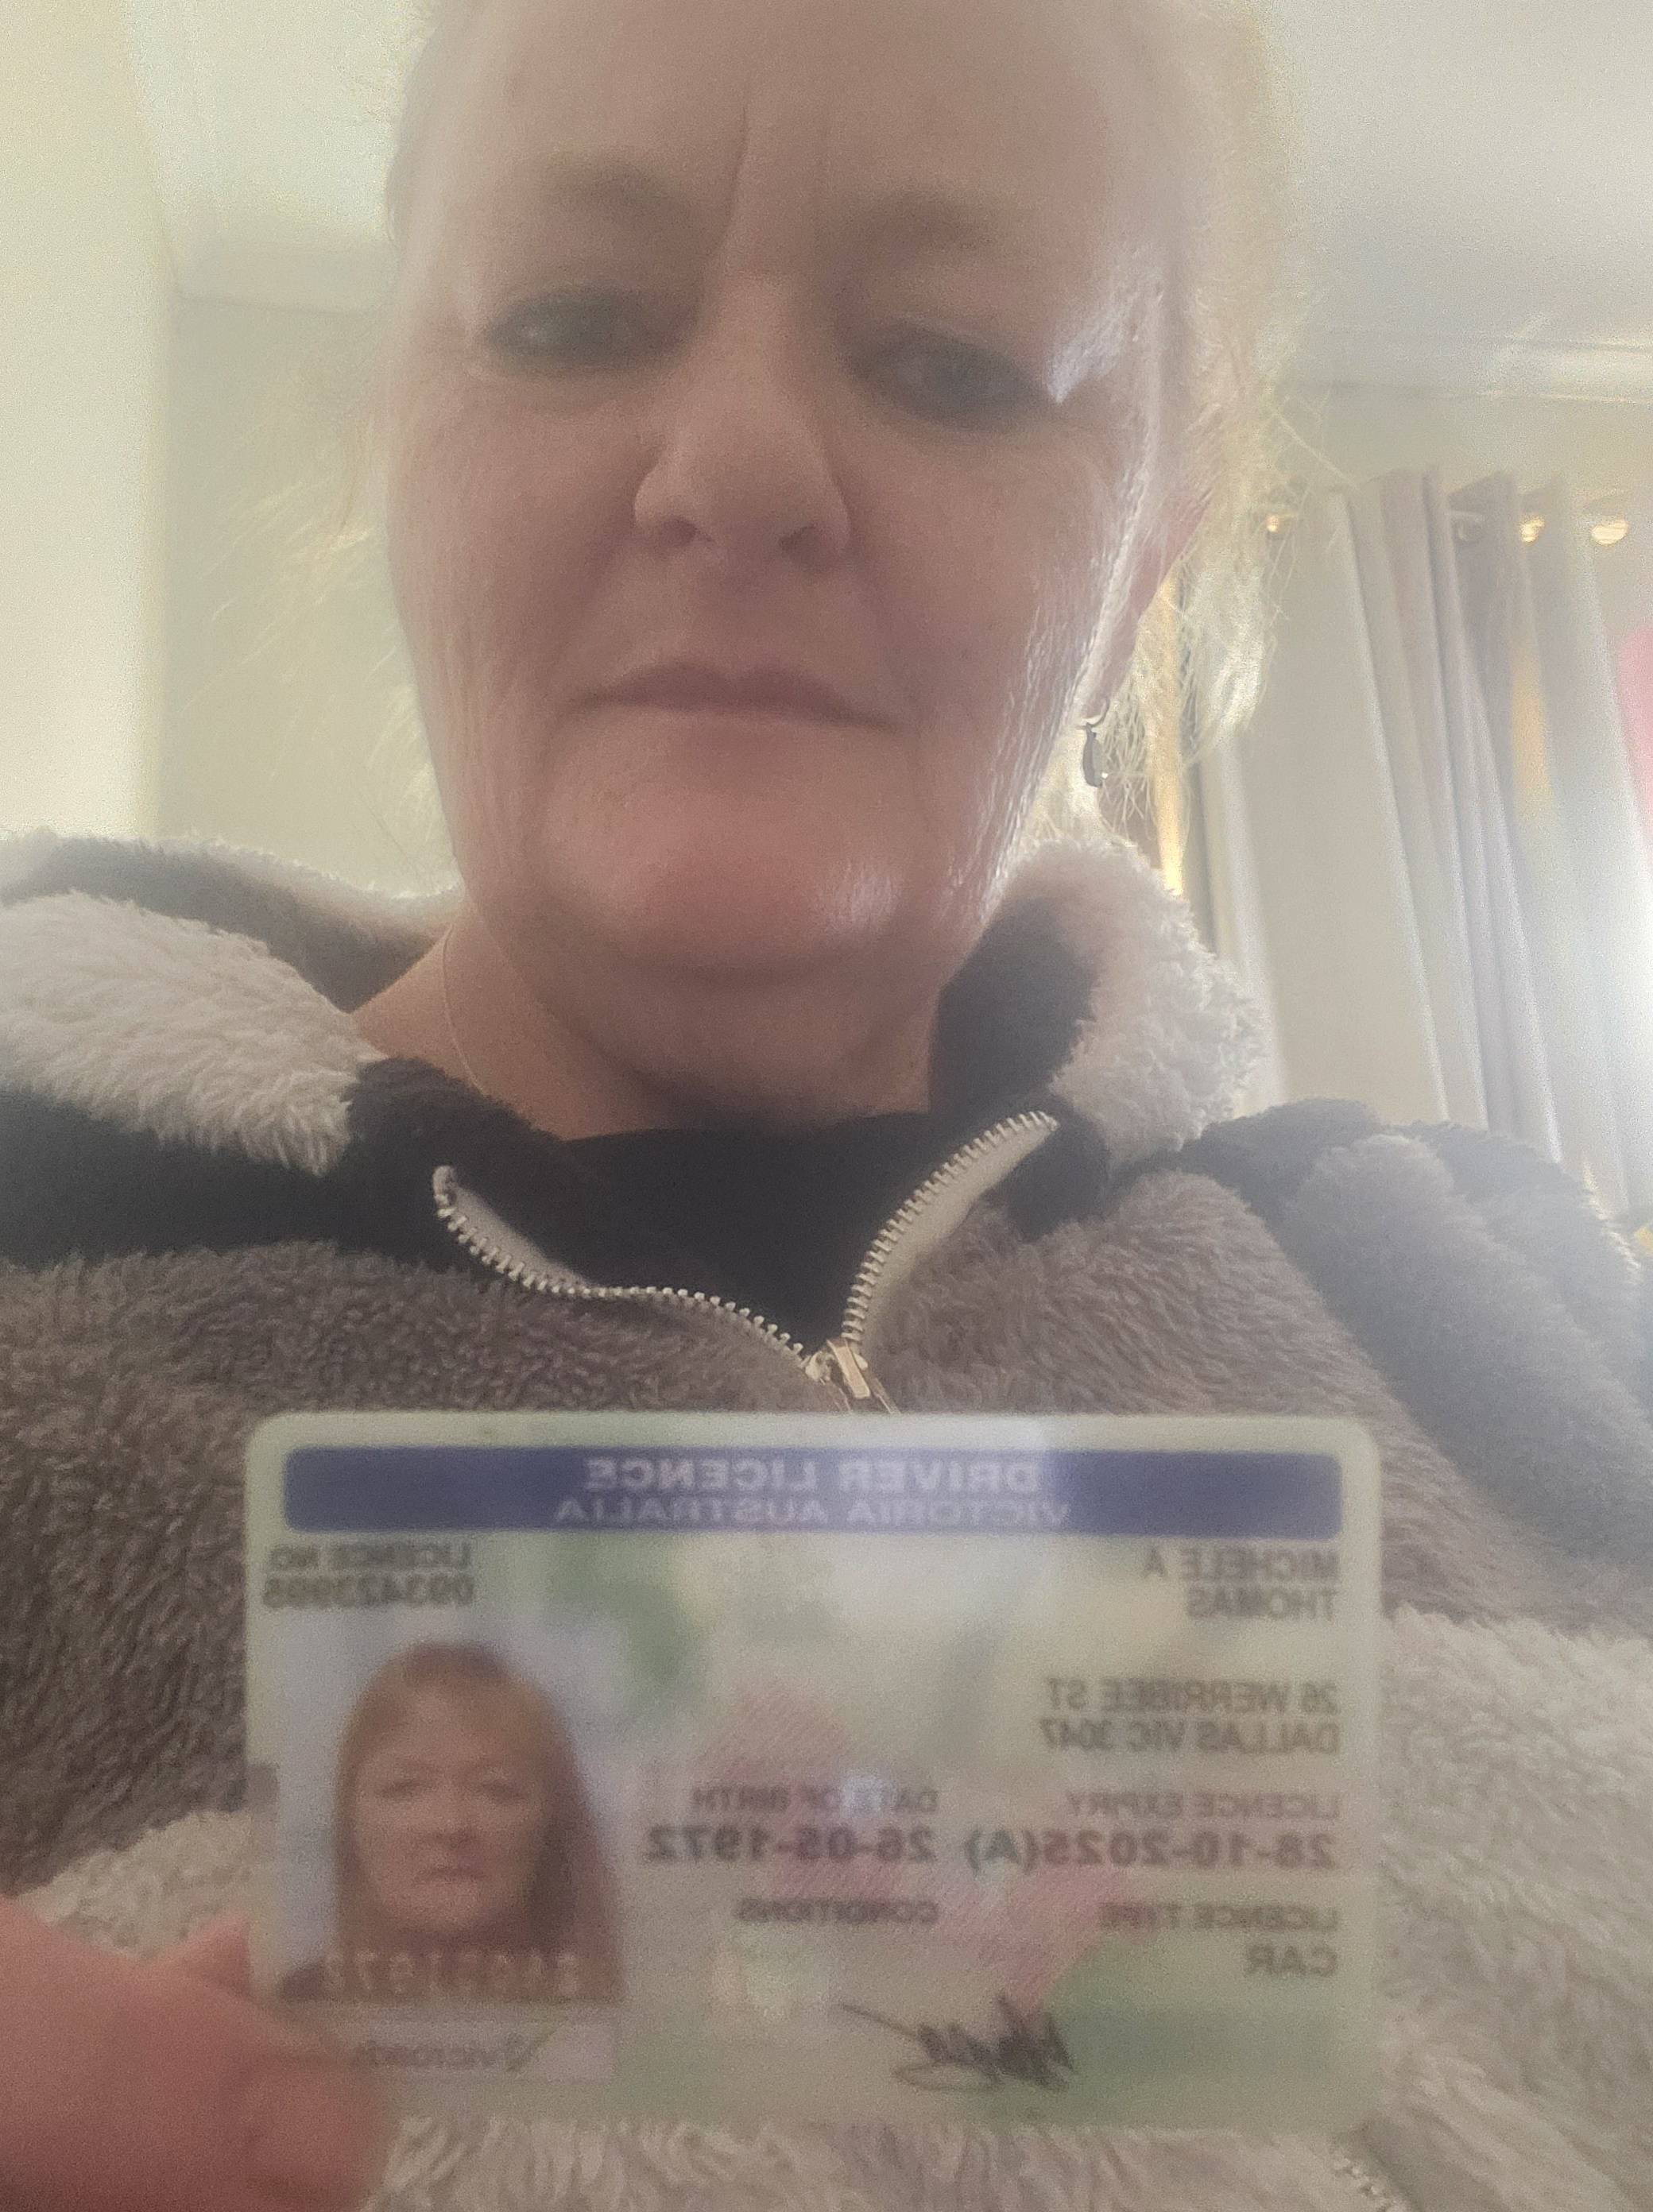 DRIVER LICENCE
VICTORIA AUSTRALIA
MICHELE A
THOMAS
LICENCE NO
26 WERRIBEE ST
DALLAS VIC 3047
LICENCE EXPIRY
28-10-2025(A)
DATE OF BIRTH
26-05-1972
LICENCE TYPE
CAR
CONDITIONS